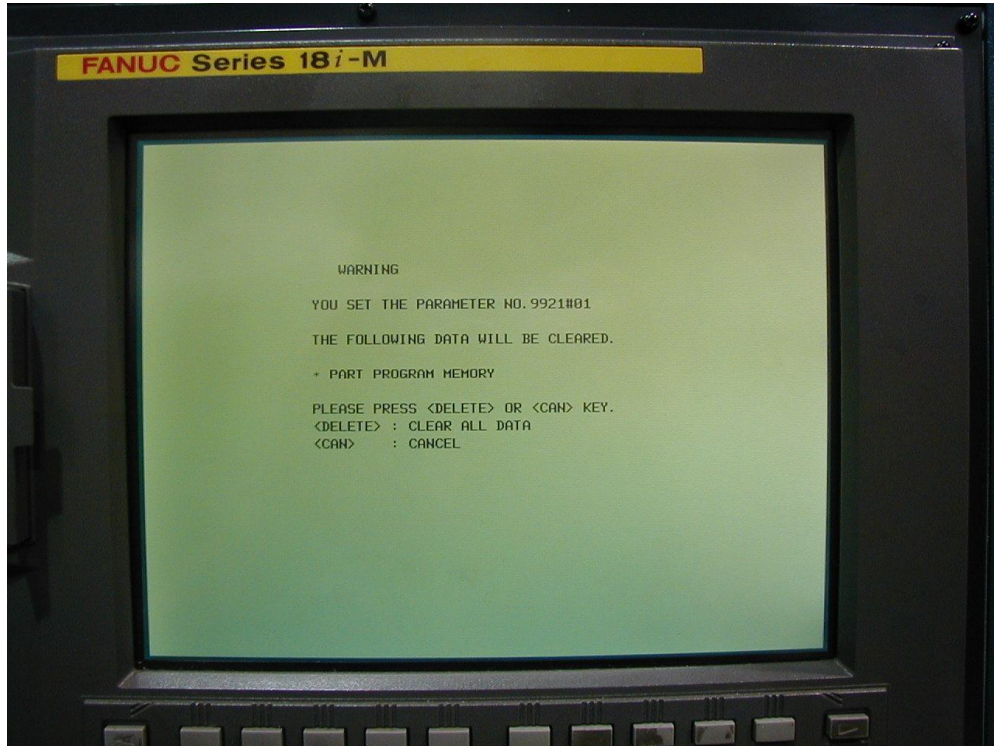 FANUC Series 18i-M
WARNING
YOU SET THE PARAMETER NO.9921#01
THE FOLLOWING DATA WILL BE CLEARED.
* PART PROGRAM MEMORY
PLEASE PRESS <DELETE> OR <CAN> KEY.
<DELETE> : CLEAR ALL DATA
<CAN> : CANCEL